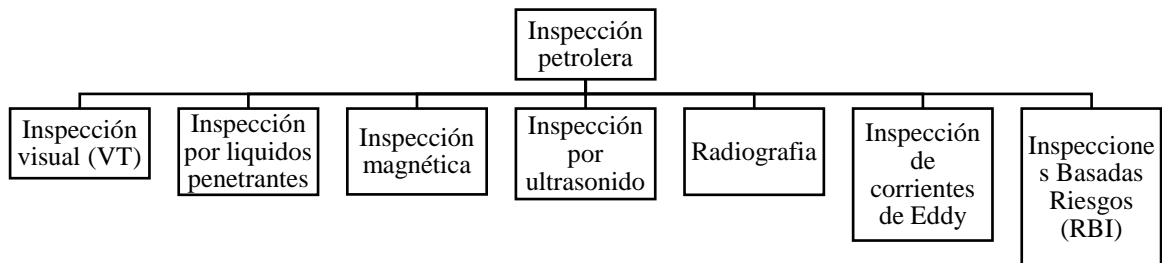 Inspección
petrolera
Inspección
visual (VT)
Inspección
por liquidos
penetrantes
Inspección
magnética
Inspección
por
ultrasonido
Radiografia
Inspección
de
corrientes
de Eddy
Inspeccione
s Basadas
Riesgos
(RBI)